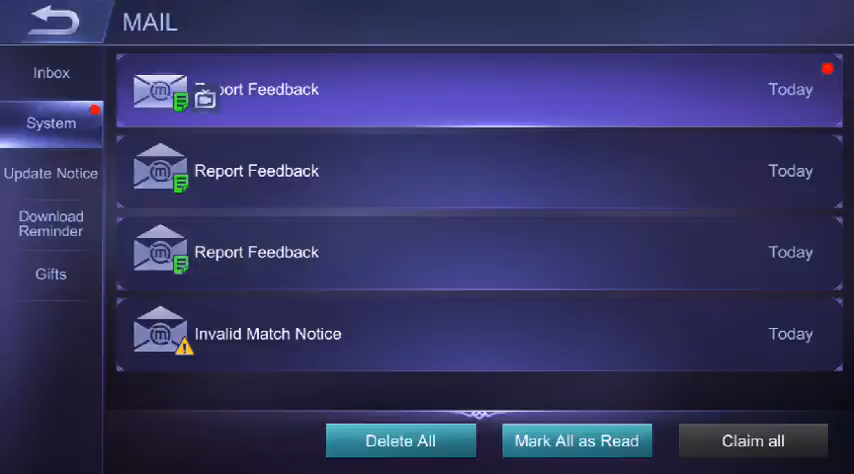 MAIL
Inbox
System
Update Notice
Download
Reminder
Gifts
port Feedback
Today
Report Feedback
Today
Report Feedback
Today
Invalid Match Notice
Today
Delete All
Mark All as Read
Claim all